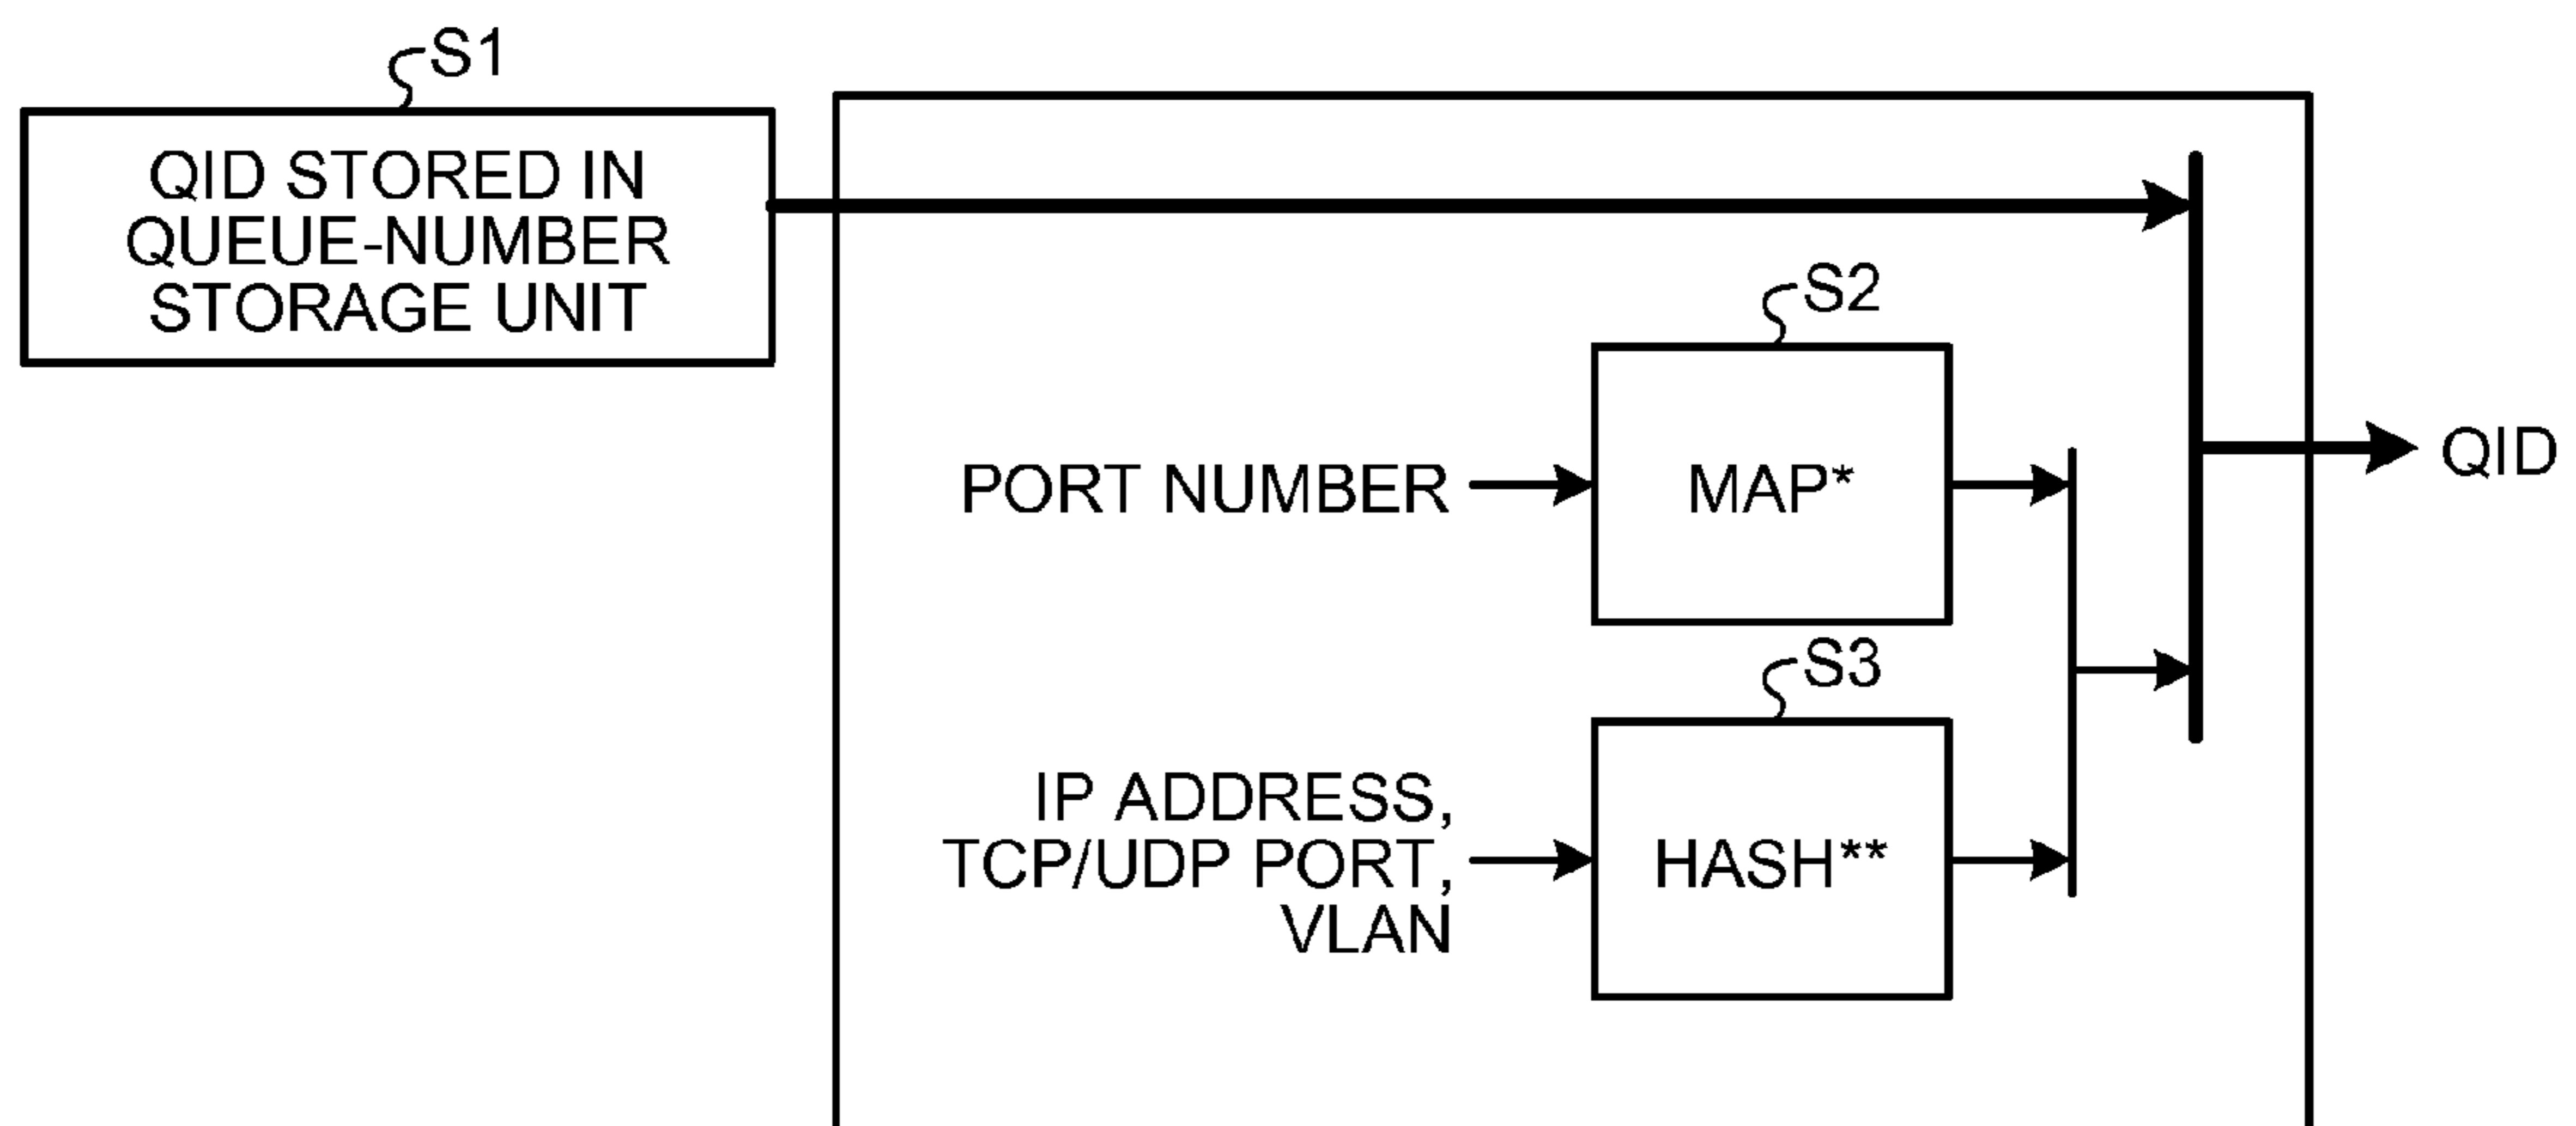 S1
QID STORED IN
QUEUE-NUMBER
STORAGE UNIT
S2
PORT NUMBER
MAP*
QID
S3
IP ADDRESS,
TCP/UDP PORT,
VLAN
HASH**